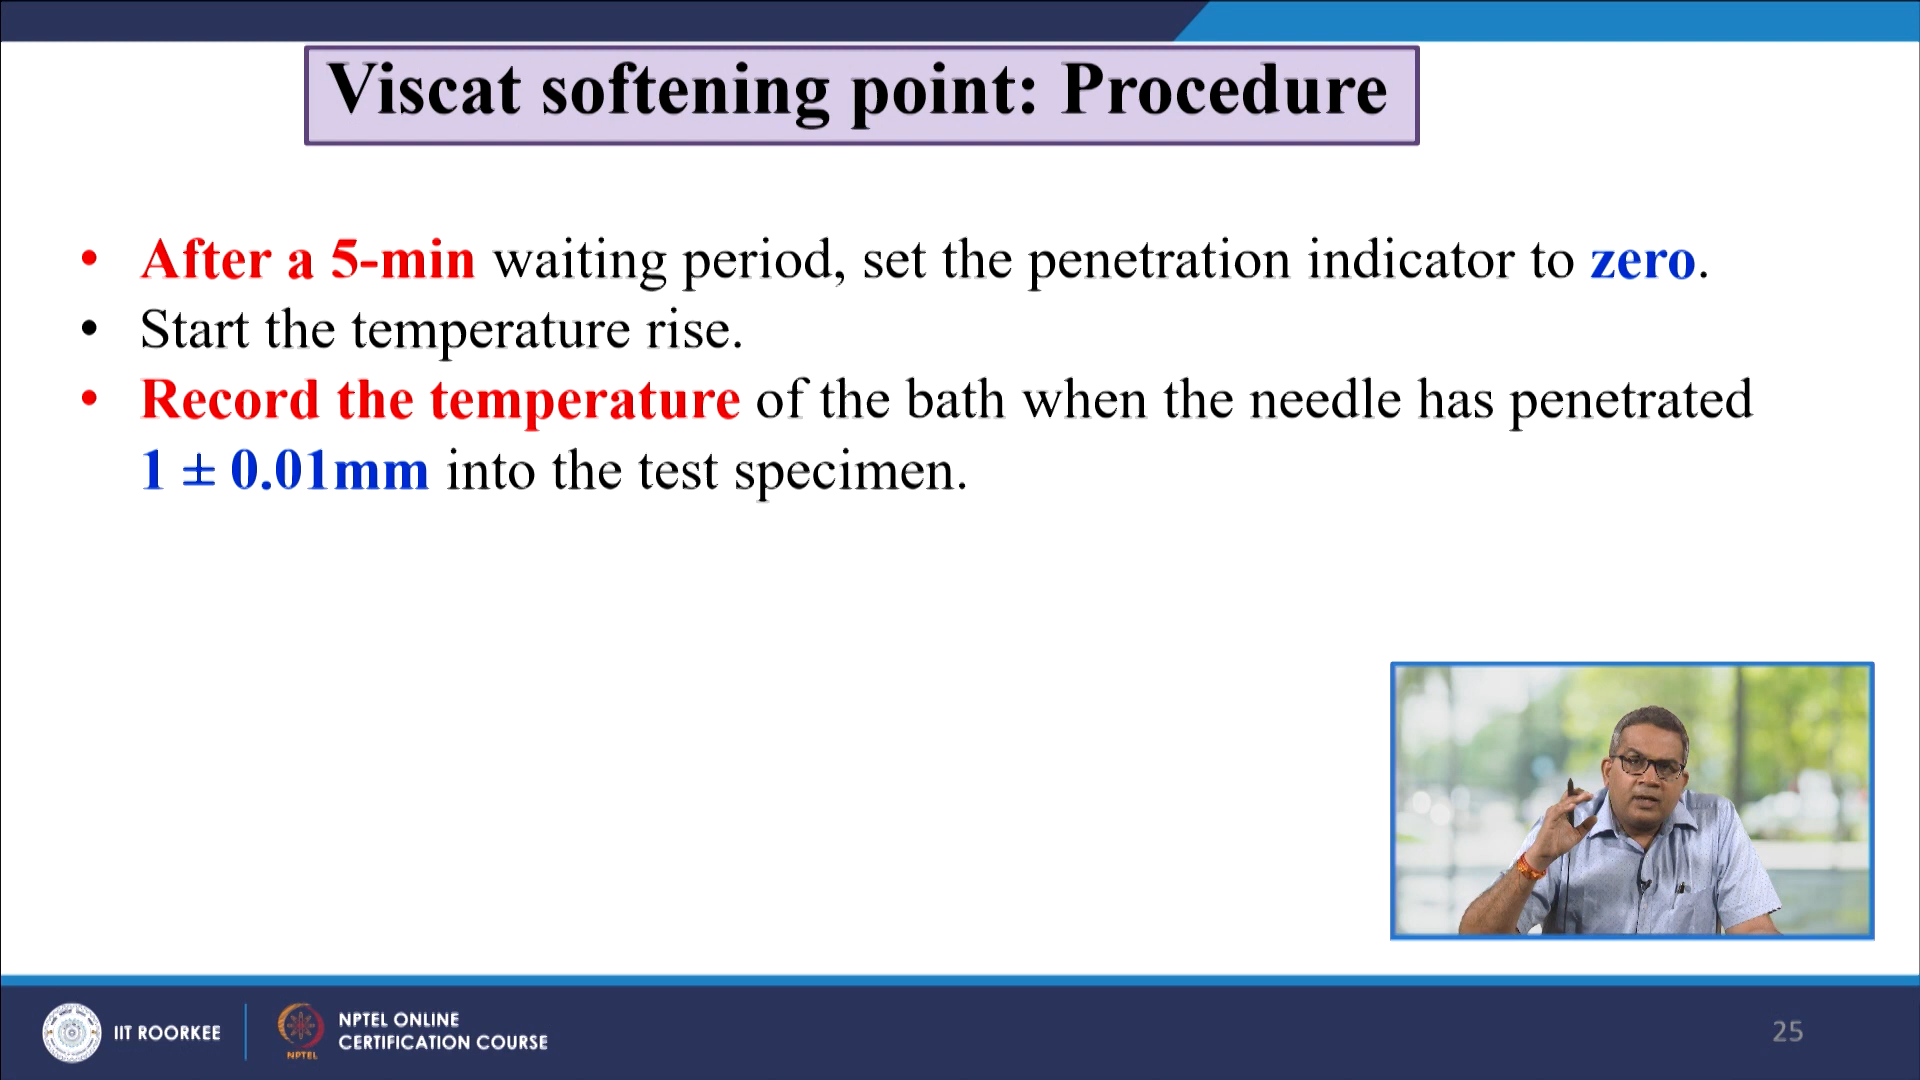 Viscat softening point: Procedure
• After a 5-min waiting period, set the penetration indicator to zero.
• Start the temperature rise.
• Record the temperature of the bath when the needle has penetrated
1 ± 0.01mm into the test specimen.
IIT ROORKEE
NPTEL
NPTEL ONLINE
CERTIFICATION COURSE
25